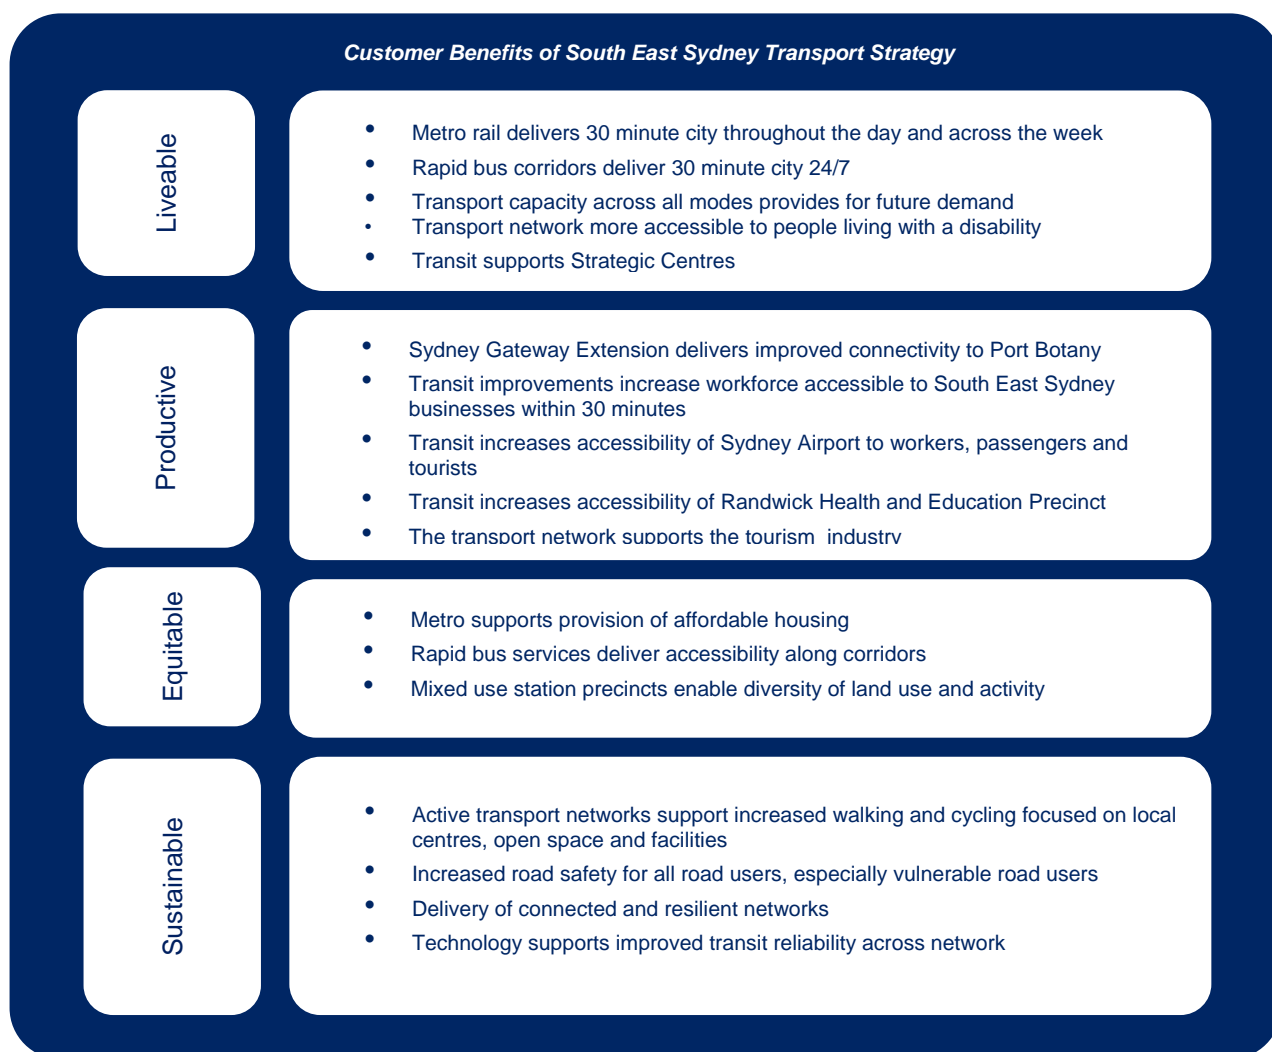 Customer Benefits of South East Sydney Transport Strategy
Liveable
• Metro rail delivers 30 minute city throughout the day and across the week
• Rapid bus corridors deliver 30 minute city 24/7
• Transport capacity across all modes provides for future demand
• Transport network more accessible to people living with a disability
• Transit supports Strategic Centres
Productive
• Sydney Gateway Extension delivers improved connectivity to Port Botany
• Transit improvements increase workforce accessible to South East Sydney
businesses within 30 minutes
• Transit increases accessibility of Sydney Airport to workers, passengers and
tourists
• Transit increases accessibility of Randwick Health and Education Precinct
• The transport network supports the tourism industry
Equitable
• Metro supports provision of affordable housing
• Rapid bus services deliver accessibility along corridors
• Mixed use station precincts enable diversity of land use and activity
Sustainable
• Active transport networks support increased walking and cycling focused on local
centres, open space and facilities
• Increased road safety for all road users, especially vulnerable road users
• Delivery of connected and resilient networks
• Technology supports improved transit reliability across network